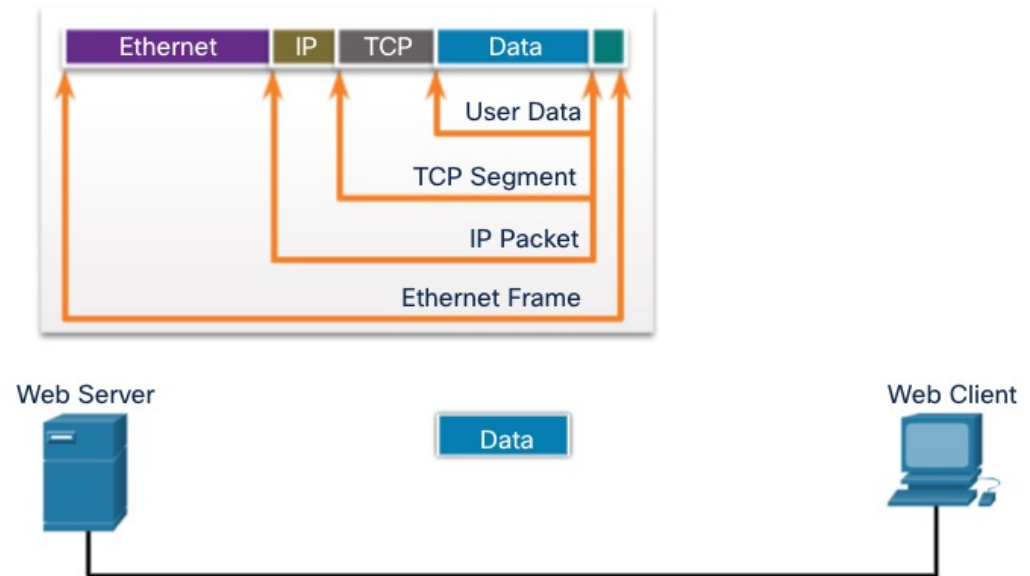 Ethernet IP TCP Data
User Data
TCP Segment
IP Packet
Ethernet Frame
Web Server
Web Client
Data